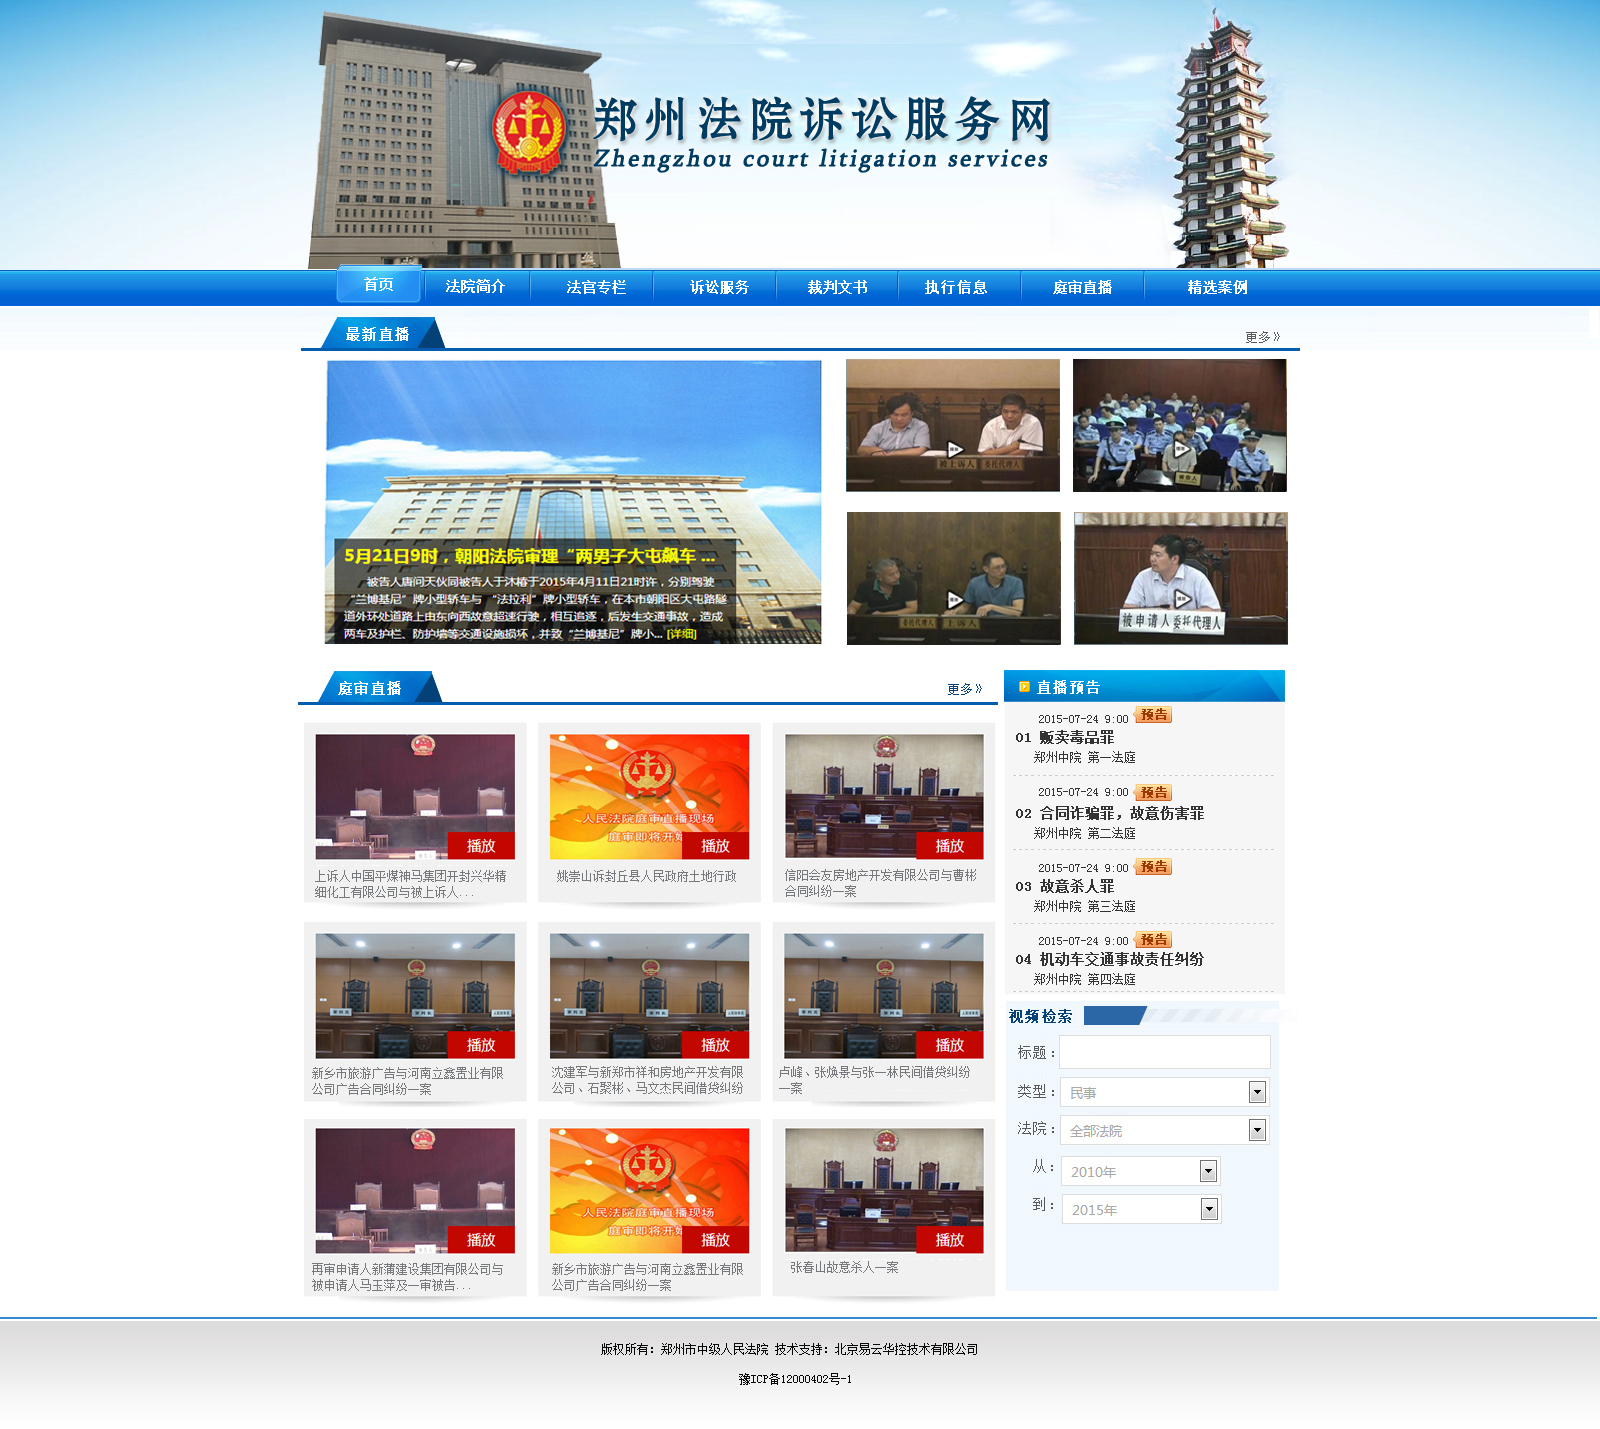 郑州法院诉讼服务网
Zhengzhou court litigation services
首页 法院简介 法官专栏 诉讼服务 裁判文书 执行信息 庭审直播 精选案例
最新直播
更多》
5月21日9时，朝阳法院审理“两男子大屯飙车 ...
被告人唐问天伙同被告人于沐椿于2015年4月11日21时许，分别驾驶
“兰博基尼”牌小型轿车与 “法拉利”牌小型轿车，在本市朝阳区大屯路隧
道外环处道路上由东向西故意超速行驶，相互追逐，后发生交通事故，造成
两车及护栏、防护墙等交通设施损坏，并致“兰博基尼”牌小... [详细]
被上诉人 委托代理人
被告人
委托代理人 上诉人
被申请人委托代理人
庭审直播
更多》
播放
上诉人中国平煤神马集团开封兴华精
细化工有限公司与被上诉人...
人民法院庭审直播现场
庭审即将开始
播放
姚崇山诉封丘县人民政府土地行政
播放
信阳会友房地产开发有限公司与曹彬
合同纠纷一案
播放
新乡市旅游广告与河南立鑫置业有限
公司广告合同纠纷一案
播放
沈建军与新郑市祥和房地产开发有限
公司、石聚彬、马文杰民间借贷纠纷
播放
卢峰、张焕景与张一林民间借贷纠纷
一案
播放
再审申请人新蒲建设集团有限公司与
被申请人马玉萍及一审被告...
人民法院庭审直播现场
庭审即将开始
播放
新乡市旅游广告与河南立鑫置业有限
公司广告合同纠纷一案
播放
张春山故意杀人一案
直播预告
2015-07-24 9:00 预告
01 贩卖毒品罪
郑州中院 第一法庭
2015-07-24 9:00 预告
02 合同诈骗罪，故意伤害罪
郑州中院 第二法庭
2015-07-24 9:00 预告
03 故意杀人罪
郑州中院 第三法庭
2015-07-24 9:00 预告
04 机动车交通事故责任纠纷
郑州中院 第四法庭
视频检索
标题：
类型： 民事
法院： 全部法院
从： 2010年
到： 2015年
版权所有：郑州市中级人民法院 技术支持：北京易云华控技术有限公司
豫ICP备12000402号-1